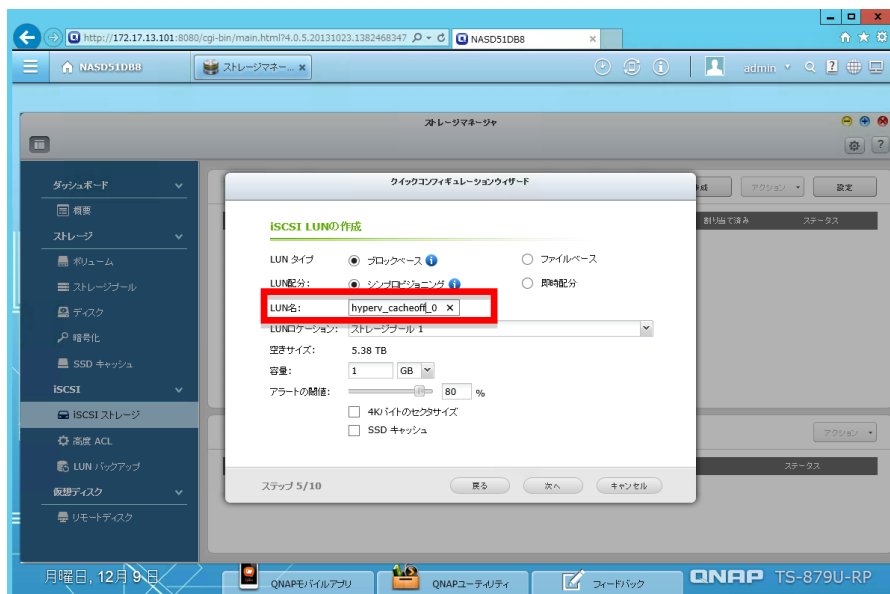 http://172.17.13.101:8080/cgi-bin/main.html?4.0.5.20131023.1382468347
NASD51DB8
NASD51DB8
ストレージマネー...
admin
ストレージマネージャ
ダッシュボード
概要
ストレージ
ボリューム
ストレージプール
ディスク
暗号化
SSD キャッシュ
iSCSI
iSCSI ストレージ
高度 ACL
LUN バックアップ
仮想ディスク
リモートディスク
アクション
設定
割り当て済み ステータス
クイックコンフィギュレーションウィザード
iSCSI LUNの作成
LUN タイプ ブロックベース ファイルベース
LUN配分: シンプロビジョニング 即時配分
LUN名: hyperv_cacheoff_0
LUNロケーション: ストレージプール 1
空きサイズ: 5.38 TB
容量: 1 GB
アラートの閾値: 80 %
4Kバイトのセクタサイズ
SSD キャッシュ
ステップ 5/10 戻る 次へ キャンセル
アクション
ステータス
月曜日, 12月 9 日
QNAPモバイルアプリ QNAPユーティリティ フィードバック
QNAP TS-879U-RP